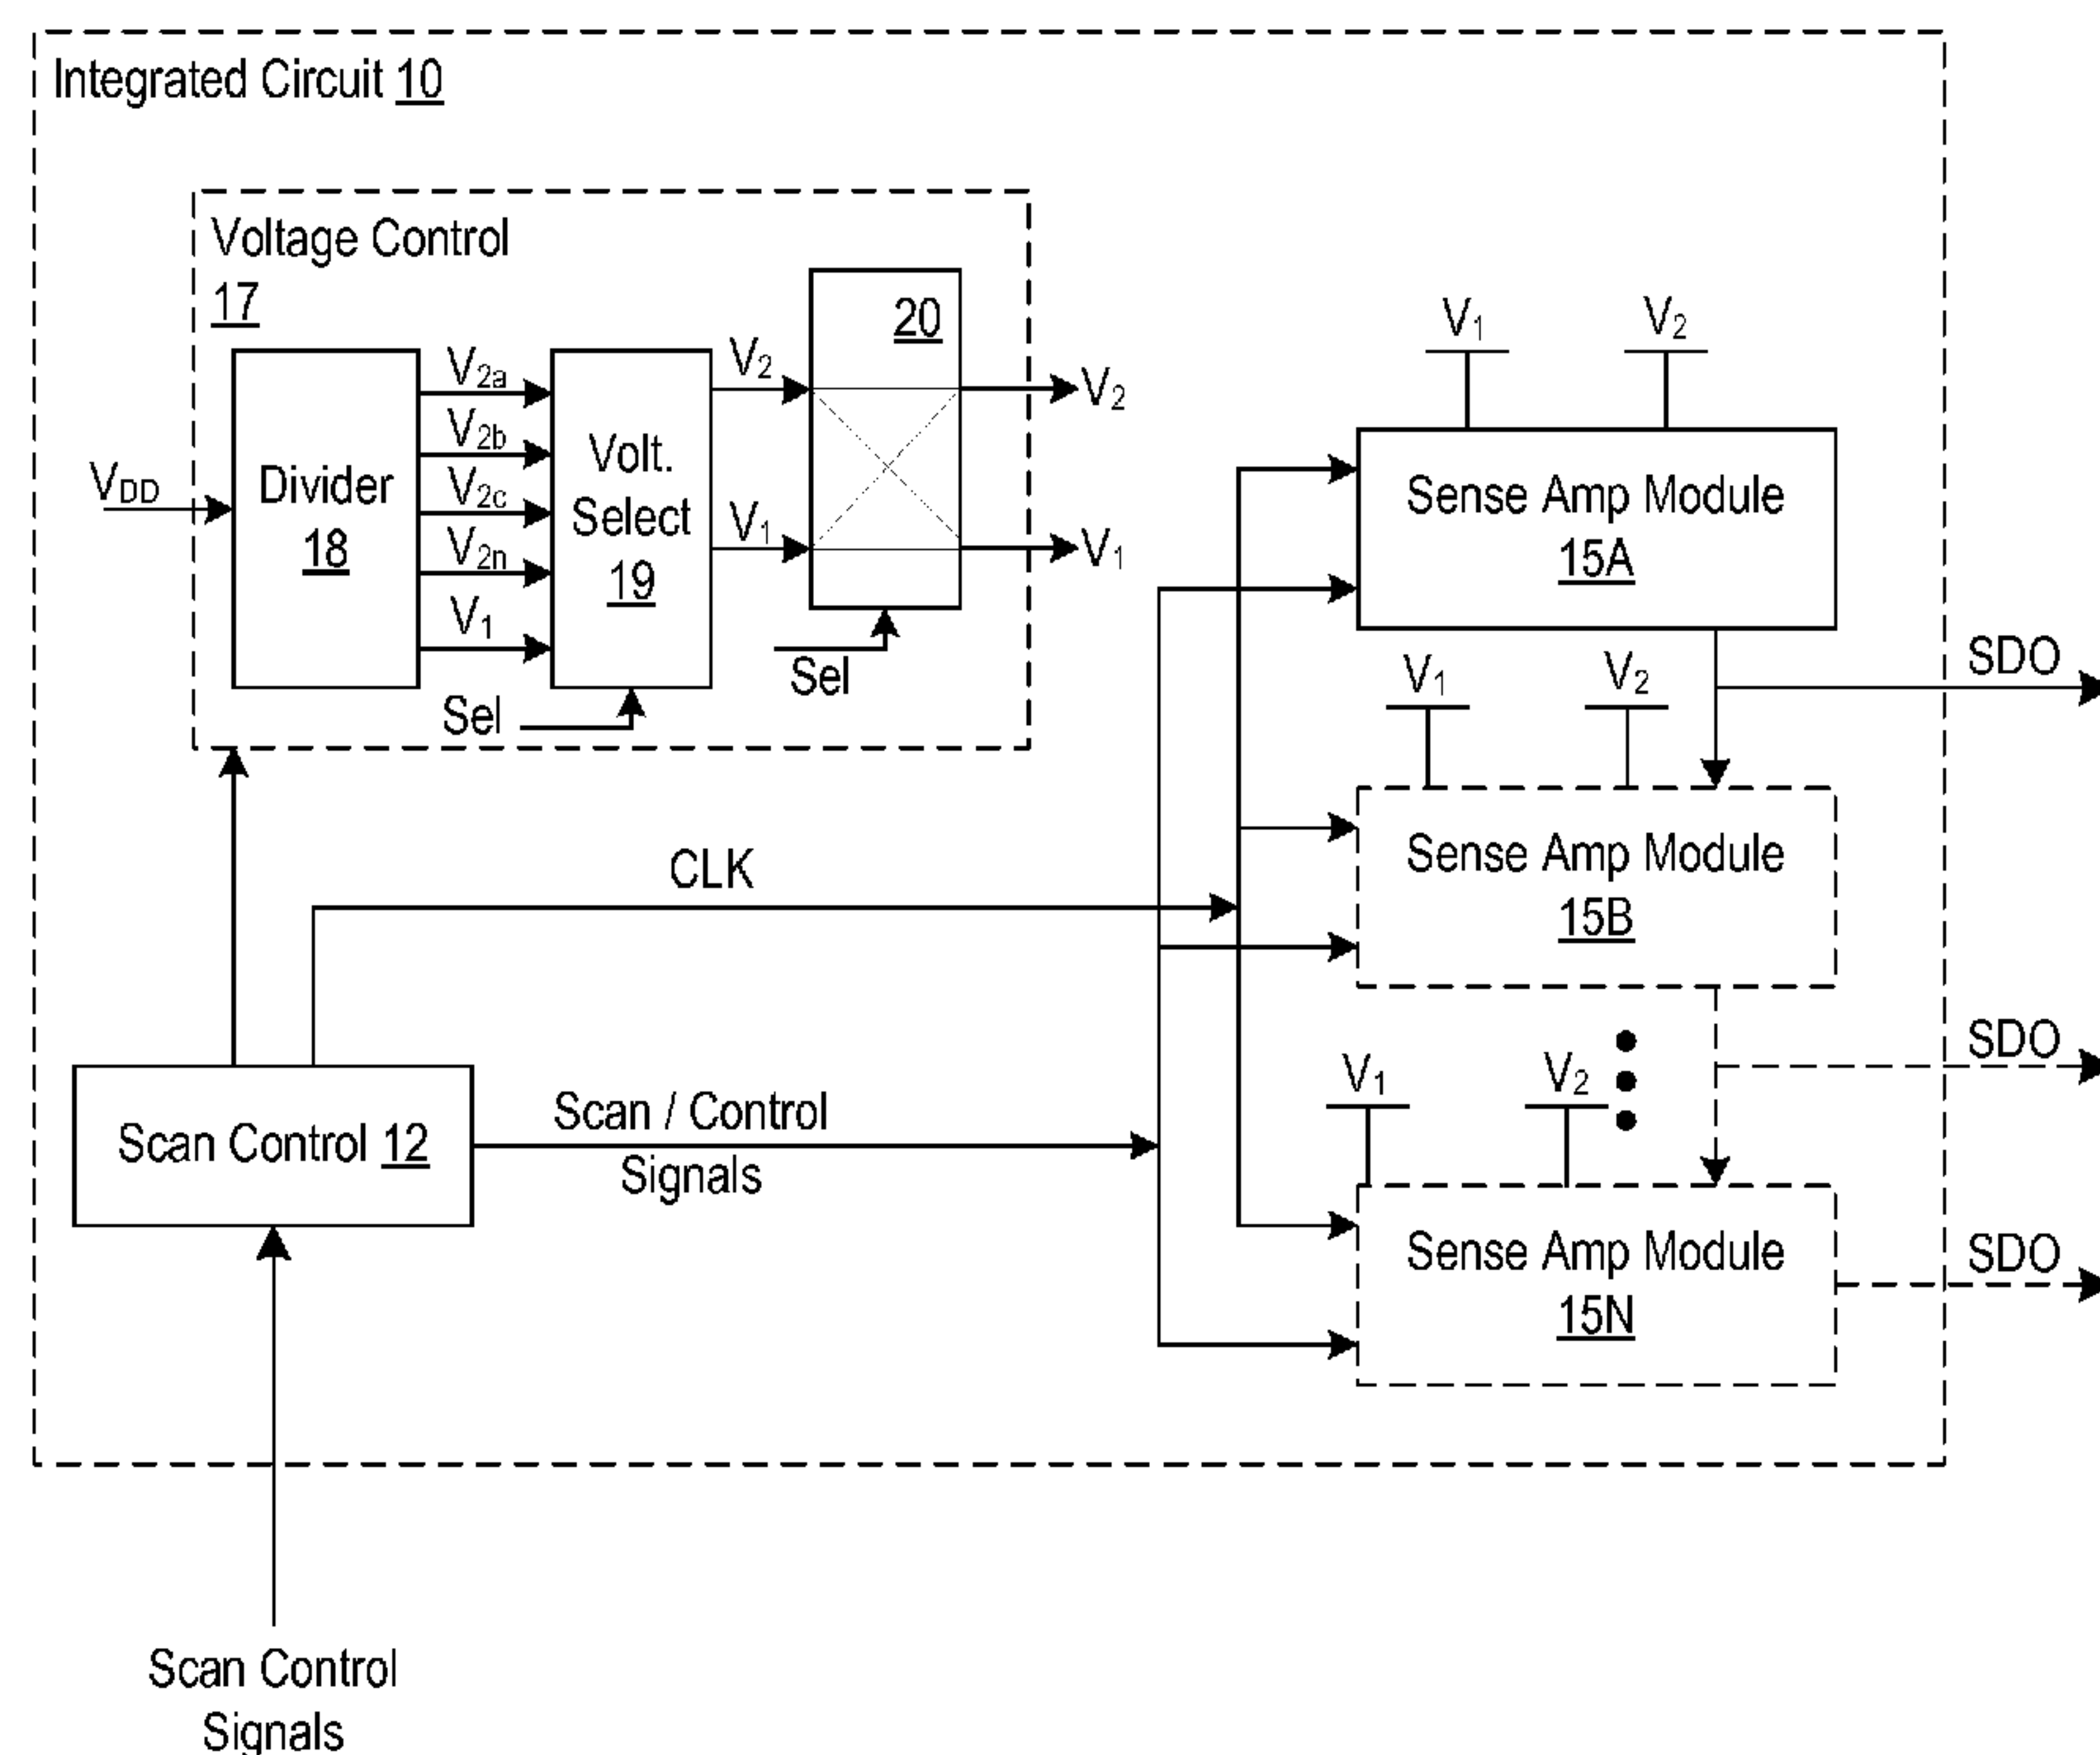 Integrated Circuit 10
Voltage Control
17
20
V1
V2
V2a
V2
V2b
V2
Volt.
VDD
Divider
V2c
Select
Sense Amp Module
18
V2n
V1
V1
15A
19
V1
Sel
Sel
SDO
V1
V2
Sense Amp Module
15B
CLK
SDO
V1
V2
Scan Control 12
Scan / Control
Signals
Sense Amp Module
15N
SDO
Scan Control
Signals